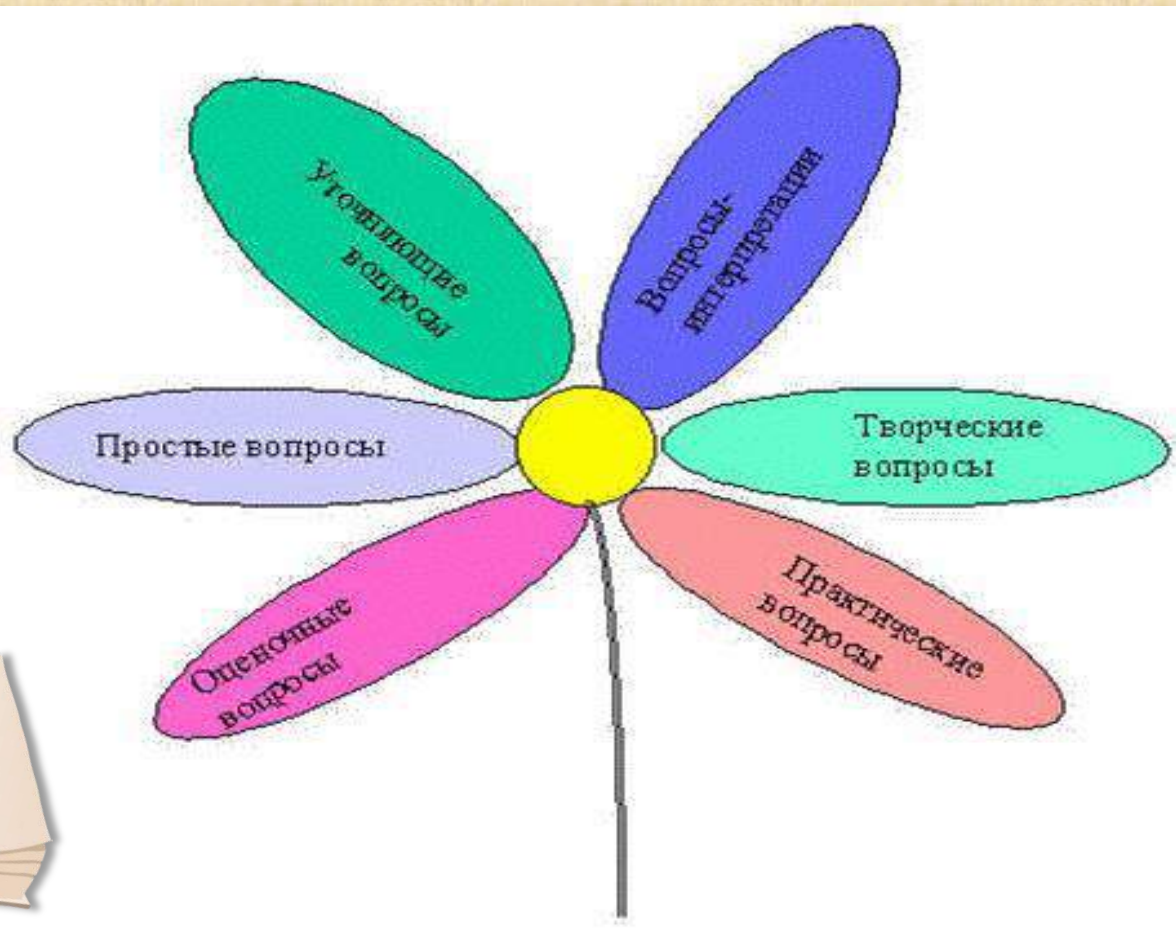 Уточняющие
вопросы
Вопросы-
интерпретации
Простые вопросы
Творческие
вопросы
Оценочные
вопросы
Практические
вопросы